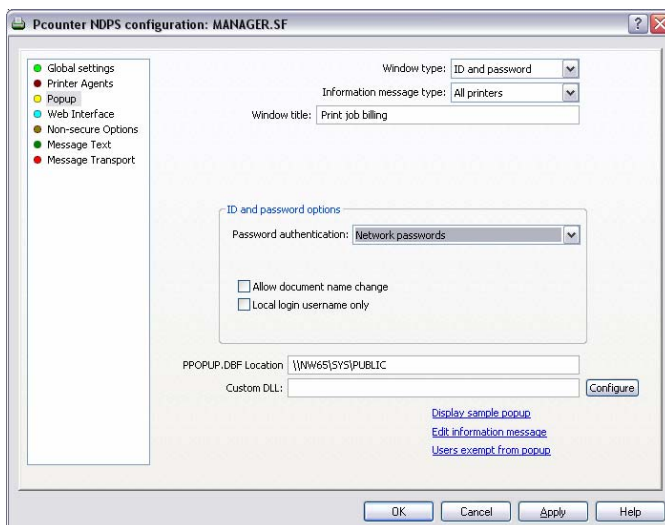 Pcounter NDPS configuration: MANAGER.SF
Global settings
Printer Agents
Popup
Web Interface
Non-secure Options
Message Text
Message Transport
Window type: ID and password
Information message type: All printers
Window title: Print job billing
ID and password options
Password authentication: Network passwords
Allow document name change
Local login username only
PPOPUP.DBF Location \\NW65\SYS\PUBLIC
Custom DLL: Configure
Display sample popup
Edit information message
Users exempt from popup
OK Cancel Apply Help